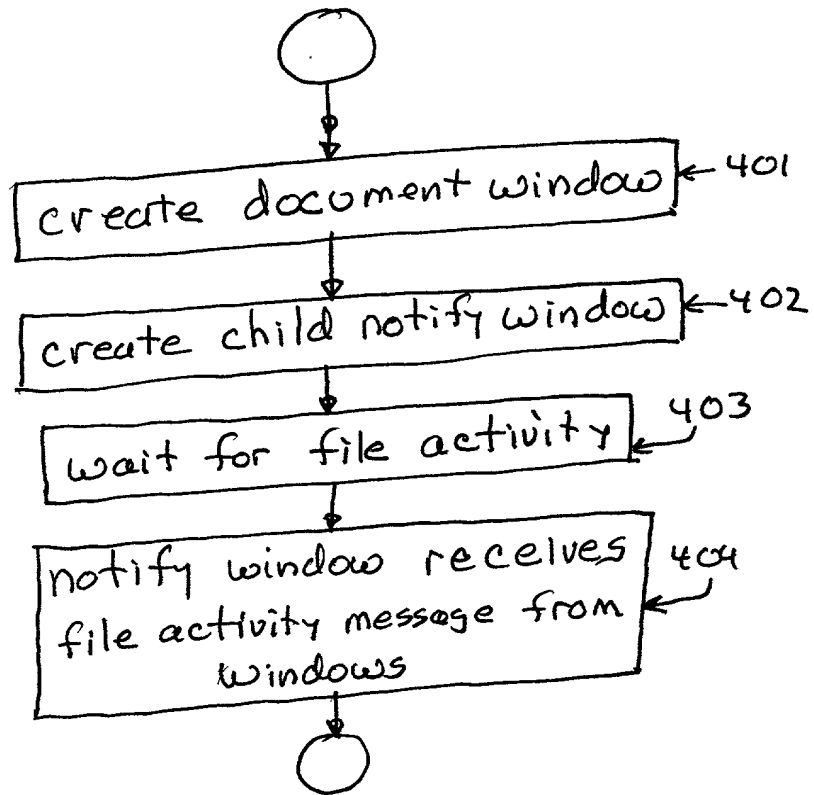 create document window
401
create child notify window
402
wait for file activity
403
notify window receives
file activity message from
windows
404